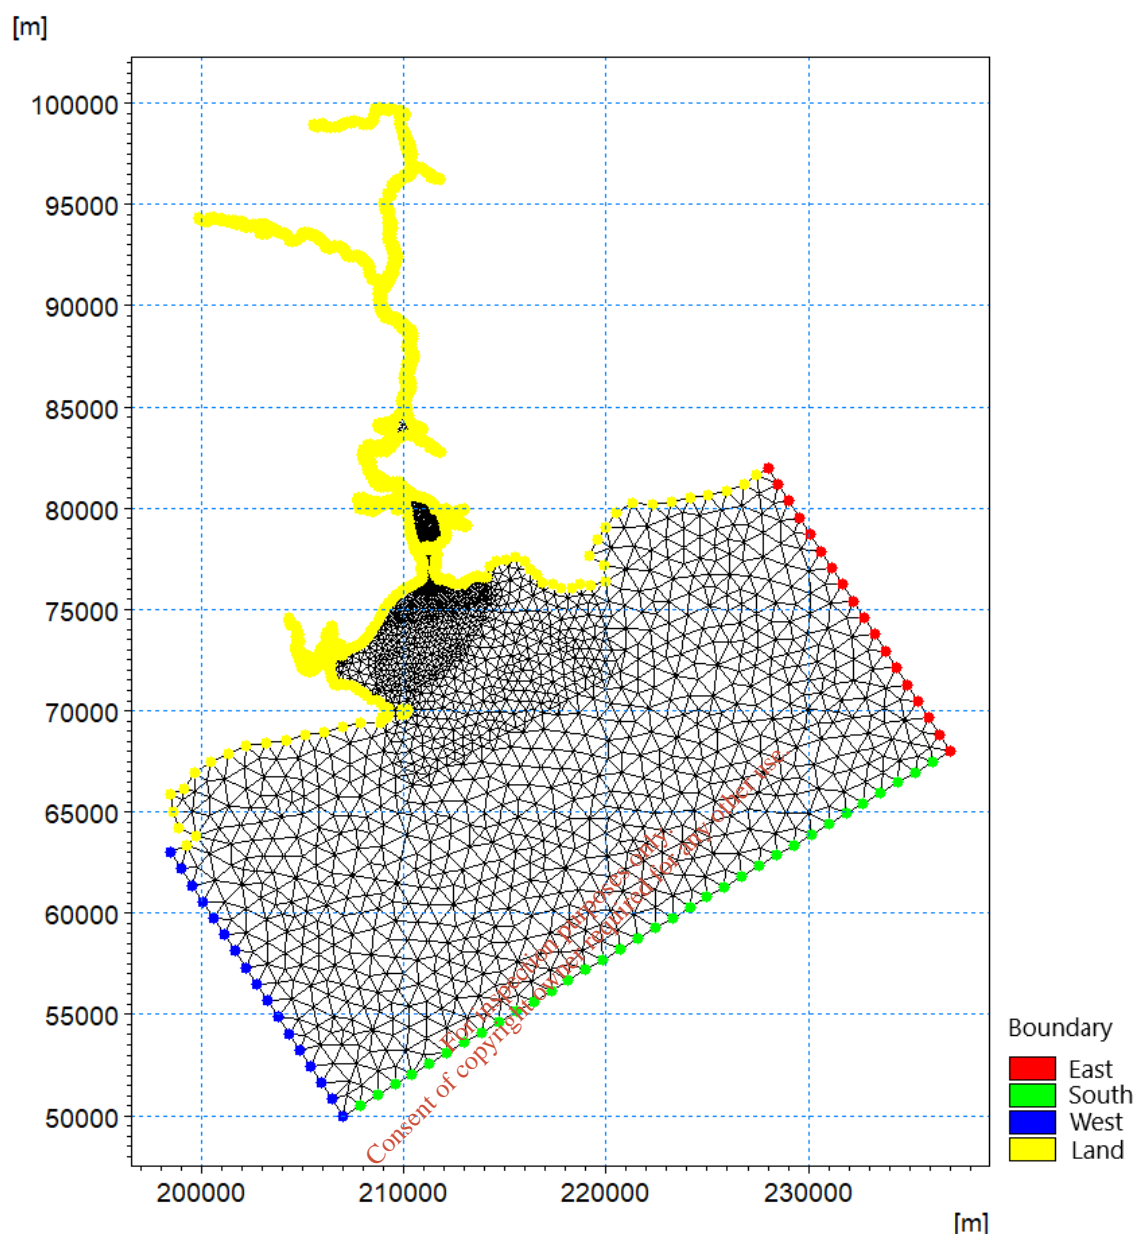 [m]
100000
95000
90000
85000
80000
75000
70000
65000
60000
55000
50000
200000
210000
220000
230000
[m]
For inspection purposes only.
Consent of copyright owner required for any other use.
Boundary
East
South
West
Land